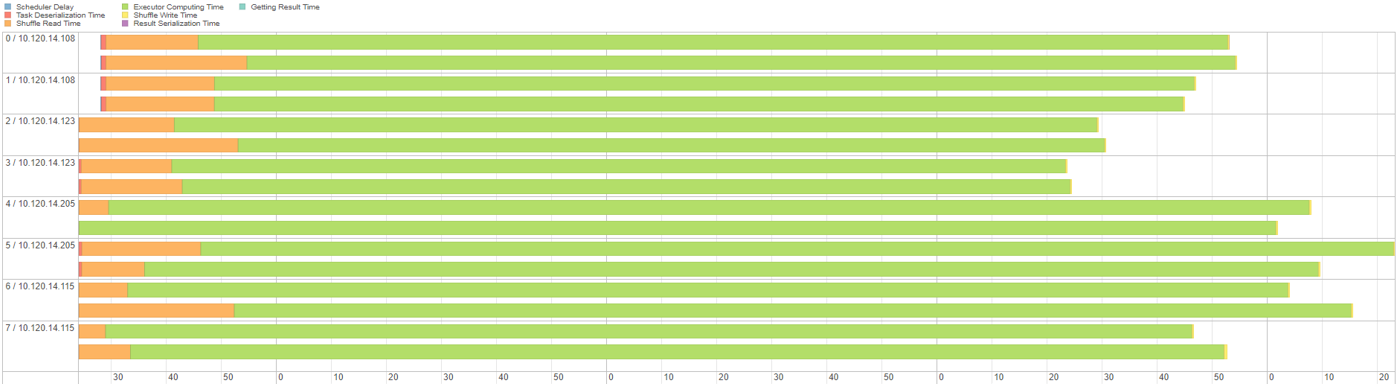 Scheduler Delay
Executor Computing Time
Getting Result Time
Task Deserialization Time
Shuffle Write Time
Shuffle Read Time
Result Serialization Time
0 / 10.120.14.108
1 / 10.120.14.108
2 / 10.120.14.123
3 / 10.120.14.123
4 / 10.120.14.205
5 / 10.120.14.205
6 / 10.120.14.115
7 / 10.120.14.115
30 40 50 0 10 20 30 40 50 0 10 20 30 40 50 0 10 20 30 40 50 0 10 20